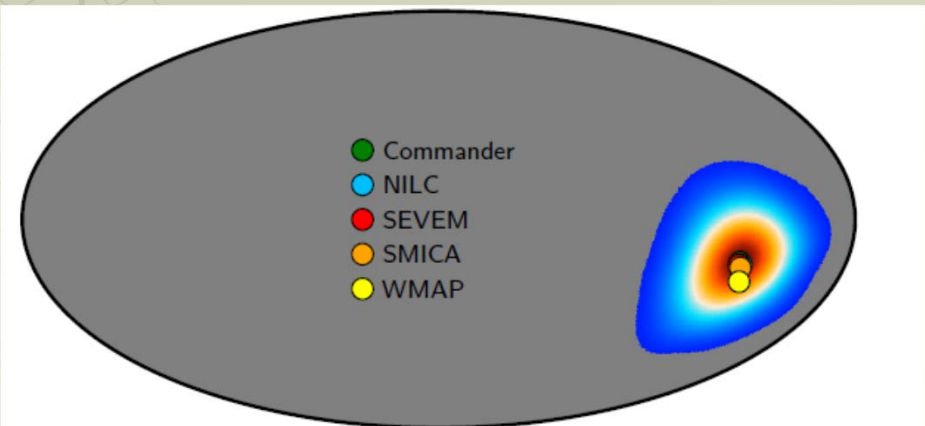 Commander
NILC
SEVEM
SMICA
WMAP